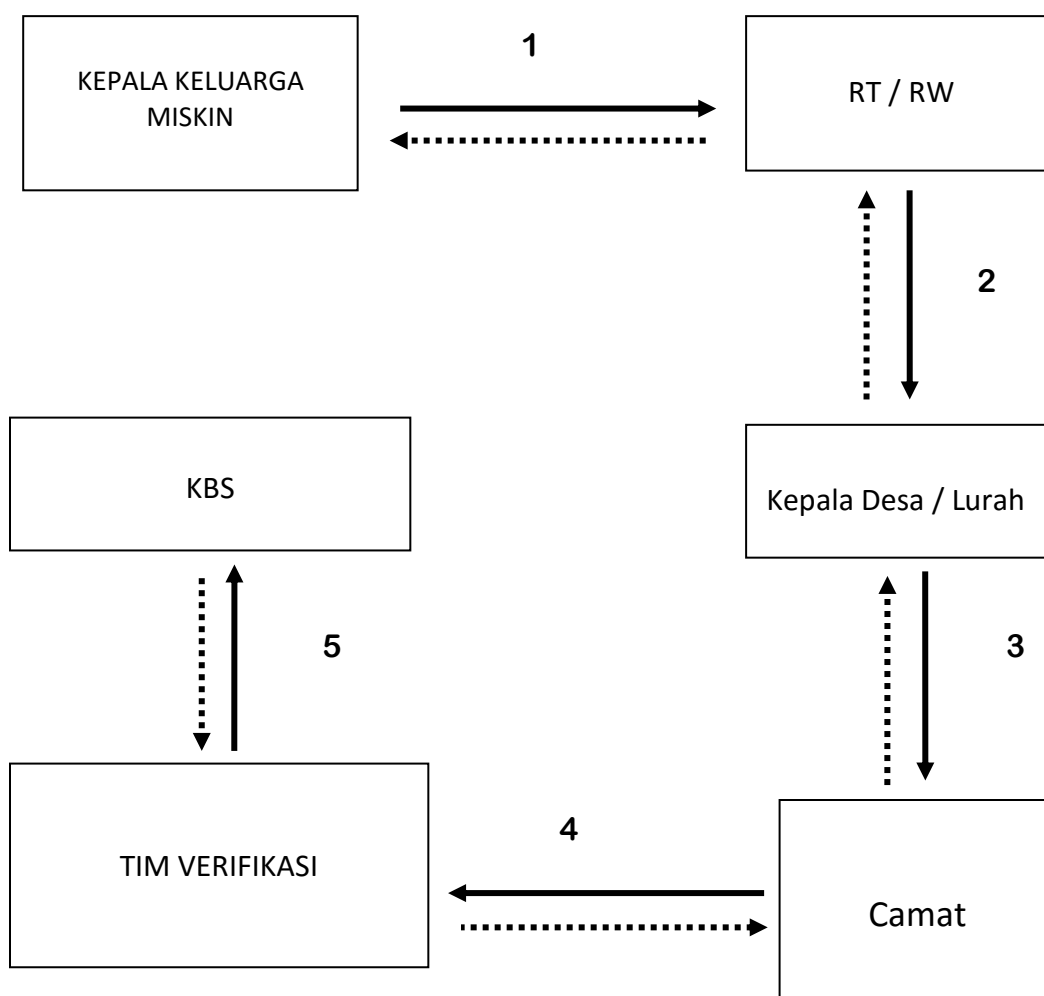 1
KEPALA KELUARGA
MISKIN
RT / RW
2
KBS
Kepala Desa / Lurah
5
3
4
TIM VERIFIKASI
Camat